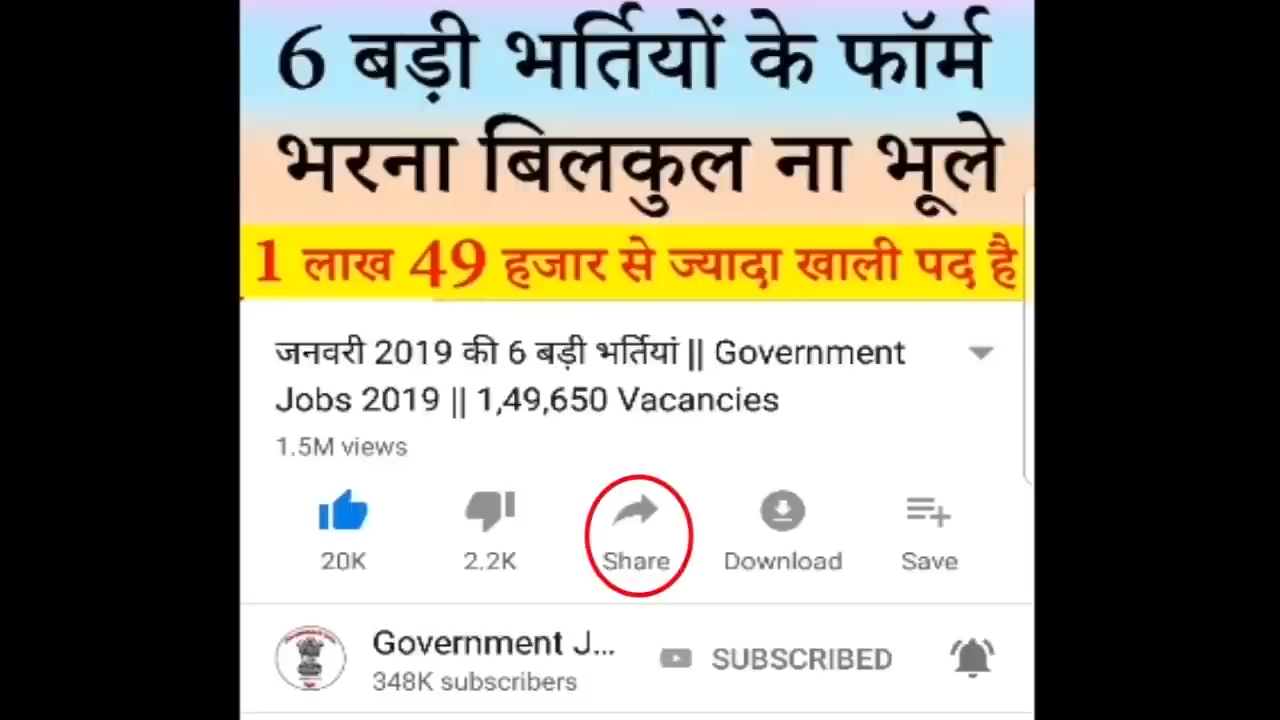 6 बड़ी भर्तियों के फॉर्म
भरना बिलकुल ना भूले
1 लाख 49 हजार से ज्यादा खाली पद है
जनवरी 2019 की 6 बड़ी भर्तियां || Government
Jobs 2019 || 1,49,650 Vacancies
1.5M views
20K 2.2K Share Download Save
Government J...
SUBSCRIBED
348K subscribers